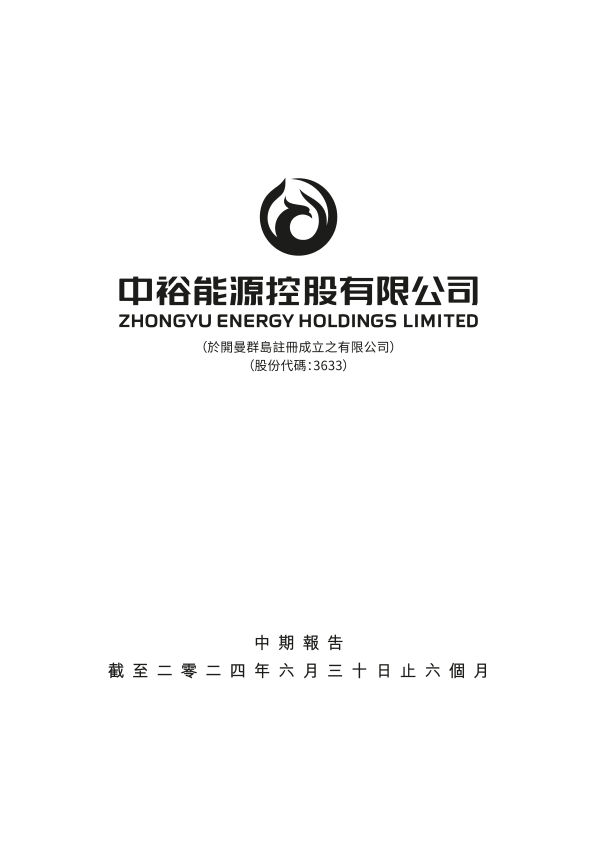 中裕能源控股有限公司
ZHONGYU ENERGY HOLDINGS LIMITED
（於開曼群島註冊成立之有限公司）
（股份代碼：3633）
中期報告
截至二零二四年六月三十日止六個月